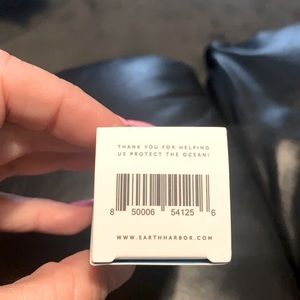 THANK YOU FOR HELPING
US PROTECT THE OCEAN!
8 50006 54125 6
WWW.EARTHHARBOR.COM